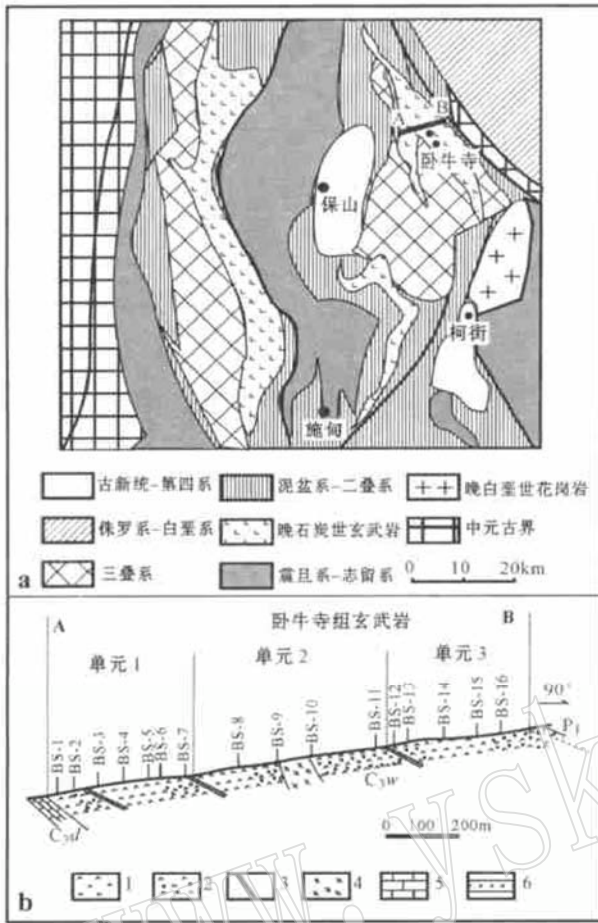 A
B
卧牛寺
保山
柯街
施甸
古新统-第四系
泥盆系-二叠系
晚白垩世花岗岩
侏罗系-白垩系
晚石炭世玄武岩
中元古界
三叠系
震旦系-志留系
0 10 20km
a
A
卧牛寺组玄武岩
B
单元1
单元2
单元3
90°
BS-1
BS-2
BS-3
BS-4
BS-5
BS-6
BS-7
BS-8
BS-9
BS-10
BS-11
BS-12
BS-13
BS-14
BS-15
BS-16
C₃w
0 100 200m
1
2
3
4
5
6
b
www.ysk